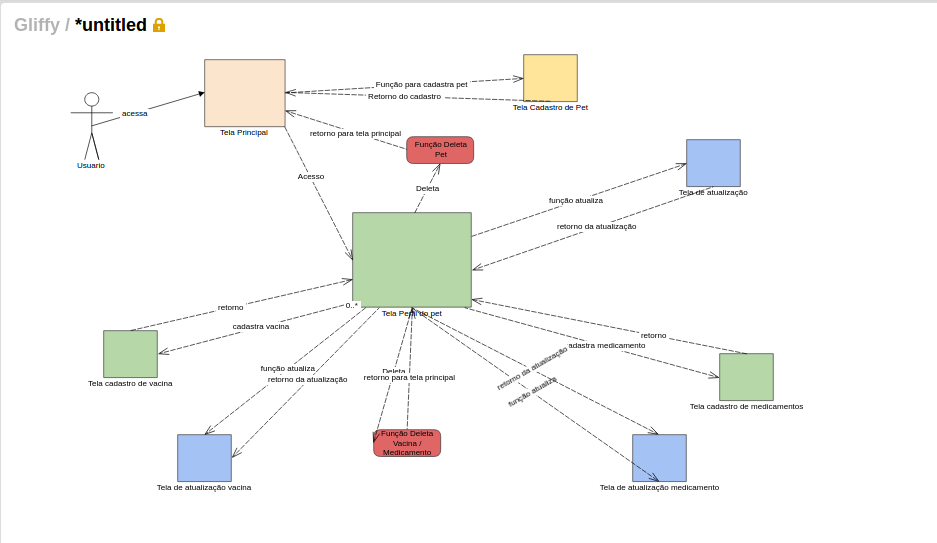 Gliffy / *untitled
Função para cadastra pet
Retorno do cadastro
Tela Cadastro de Pet
acessa
Tela Principal
retorno para tela principal
Função Deleta
Pet
Usuario
Acesso
Deleta
Tela de atualização
função atualiza
retorno da atualização
0..*
Tela Perfil do pet
retorno
cadastra vacina
Tela cadastro de vacina
função atualiza
retorno da atualização
Deleta
retorno para tela principal
retorno da atualização
função atualiza
retorno
adastra medicamento
Tela cadastro de medicamentos
Função Deleta
Vacina /
Medicamento
Tela de atualização vacina
Tela de atualização medicamento